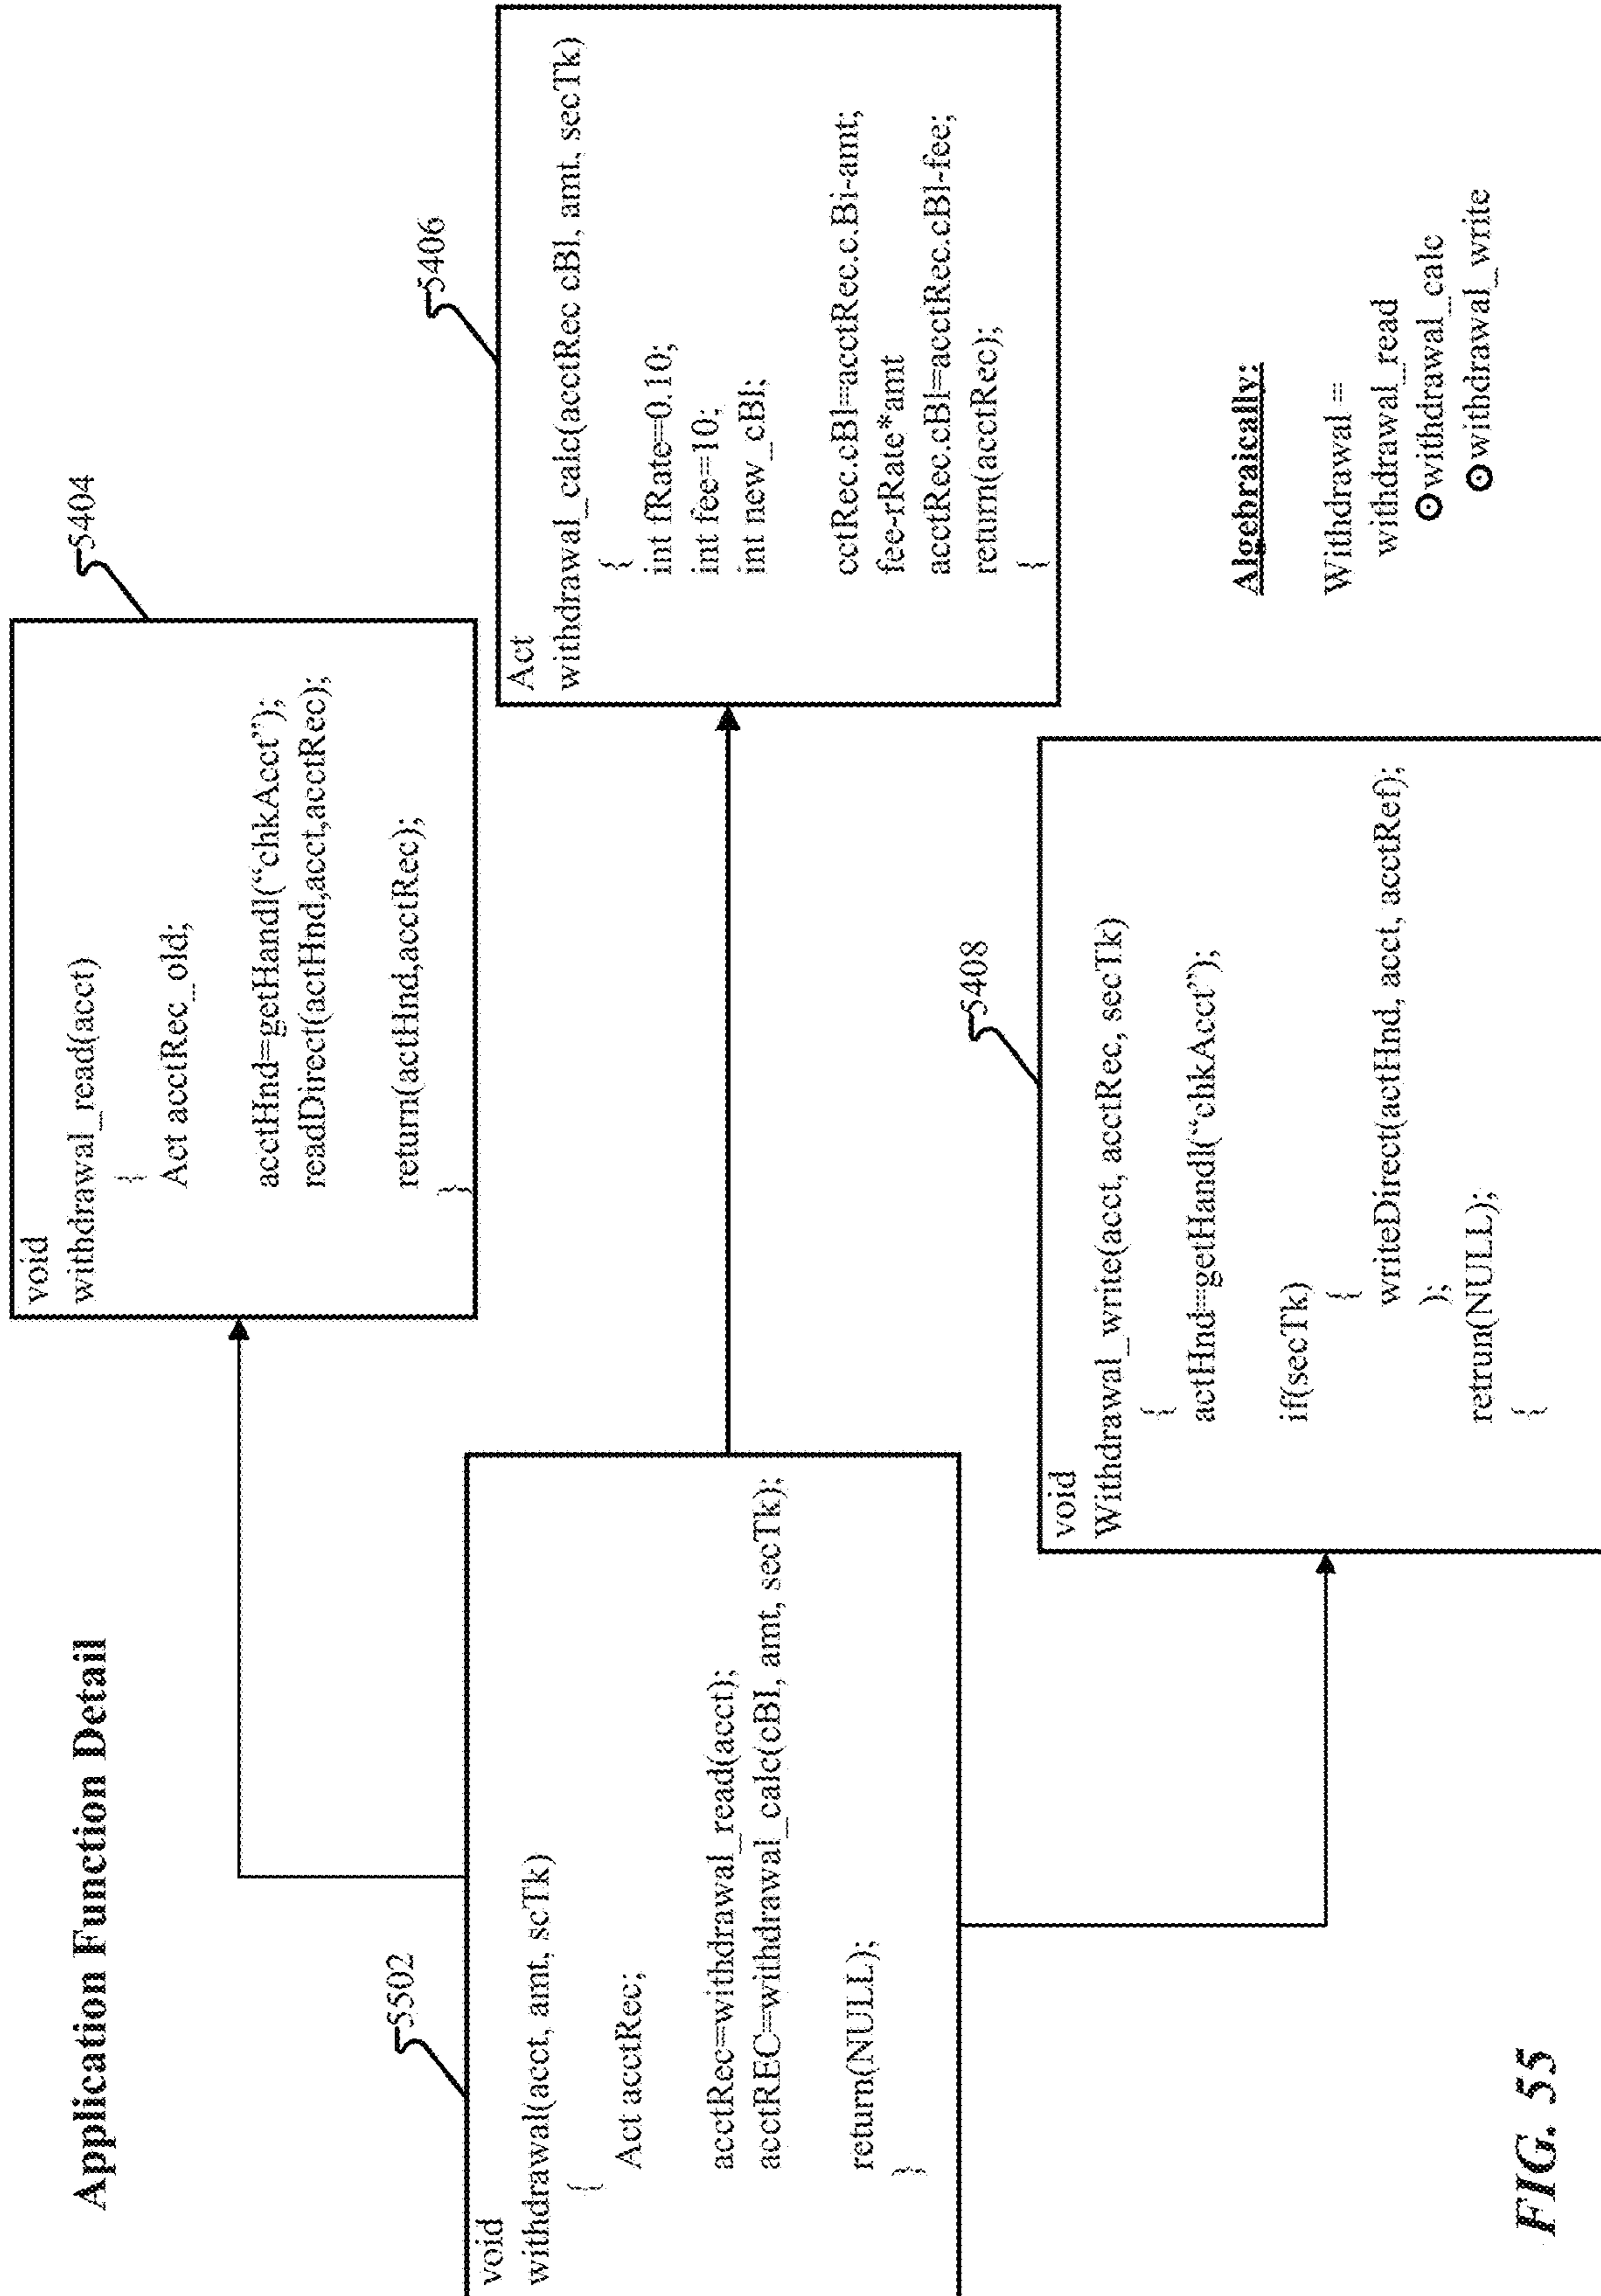 Application Function Detail
5502
void
withdrawal(acct, amt, scTk)
{
Act acctRec;
acctRec=withdrawal_read(acct);
acctREC=withdrawal_calc(cBl, amt, secTk);
return(NULL);
}
5404
void
withdrawal_read(acct)
{
Act acctRec_old;
acctHnd=getHandl(“chkAcct”);
readDirect(actHnd,acct,acctRec);
return(actHnd,acctRec);
}
5406
Act
withdrawal_calc(acctRec cBl, amt, secTk)
{
int fRate=0.10;
int fee=10;
int new_cBl;
cctRec.cBl=acctRec.c.Bi-amt;
fee-rRate*amt
acctRec.cBl=acctRec.cBl-fee;
return(acctRec);
{
5408
void
Withdrawal_write(acct, acctRec, secTk)
{
actHnd=getHandl(“chkAcct”);
if(secTk)
{
writeDirect(actHnd, acct, acctRef);
);
retrun(NULL);
{
Algebraically:
Withdrawal =
withdrawal_read
⊙withdrawal_calc
⊙withdrawal_write
FIG. 55